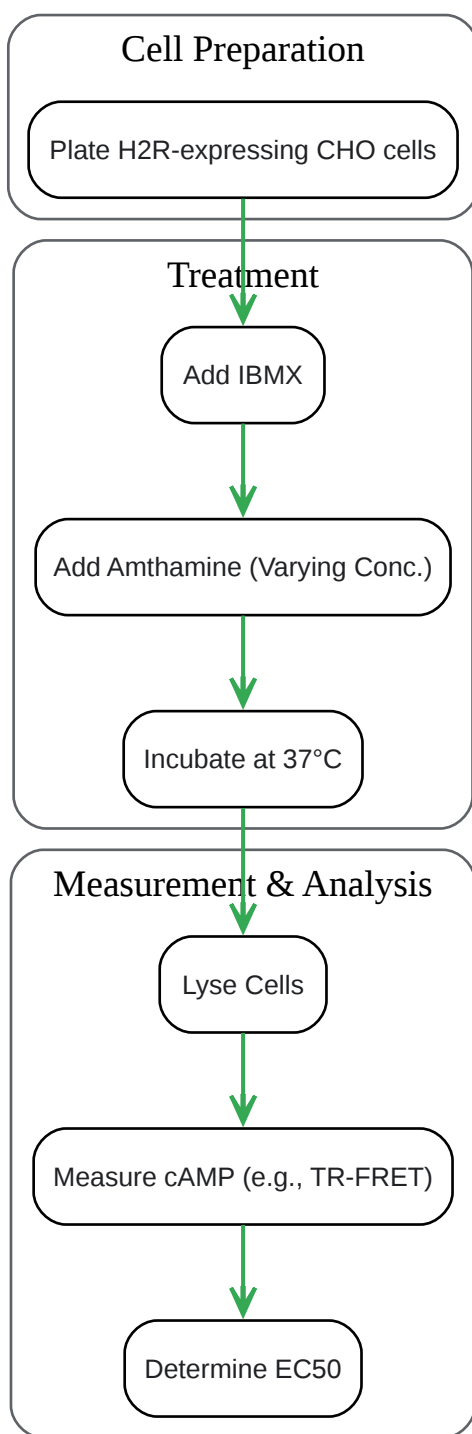 Cell Preparation
Plate H2R-expressing CHO cells
Treatment
Add IBMX
Add Amthamine (Varying Conc.)
Incubate at 37°C
Measurement & Analysis
Lyse Cells
Measure cAMP (e.g., TR-FRET)
Determine EC50